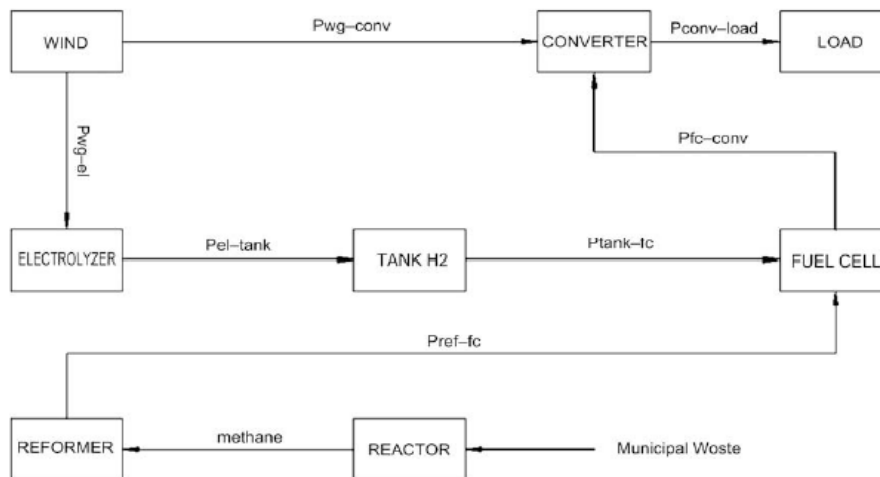 Pwg–conv
Pconv–load
WIND
CONVERTER
LOAD
Pwg–el
Pfc–conv
Pel–tank
Ptank–fc
ELECTROLYZER
TANK H2
FUEL CELL
Pref–fc
methane
REFORMER
REACTOR
Municipal Woste